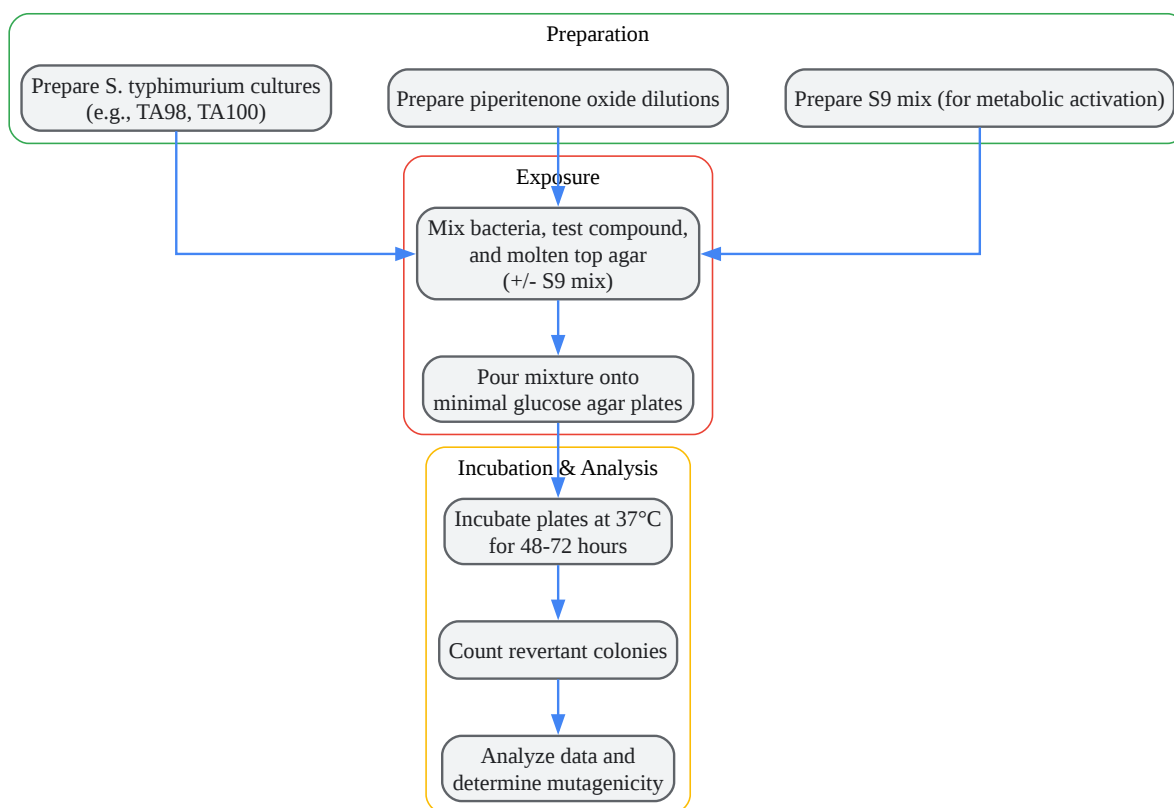 Preparation
Prepare S. typhimurium cultures
(e.g., TA98, TA100)
Prepare piperitenone oxide dilutions
Prepare S9 mix (for metabolic activation)
Exposure
Mix bacteria, test compound,
and molten top agar
(+/- S9 mix)
Pour mixture onto
minimal glucose agar plates
Incubation & Analysis
Incubate plates at 37°C
for 48-72 hours
Count revertant colonies
Analyze data and
determine mutagenicity